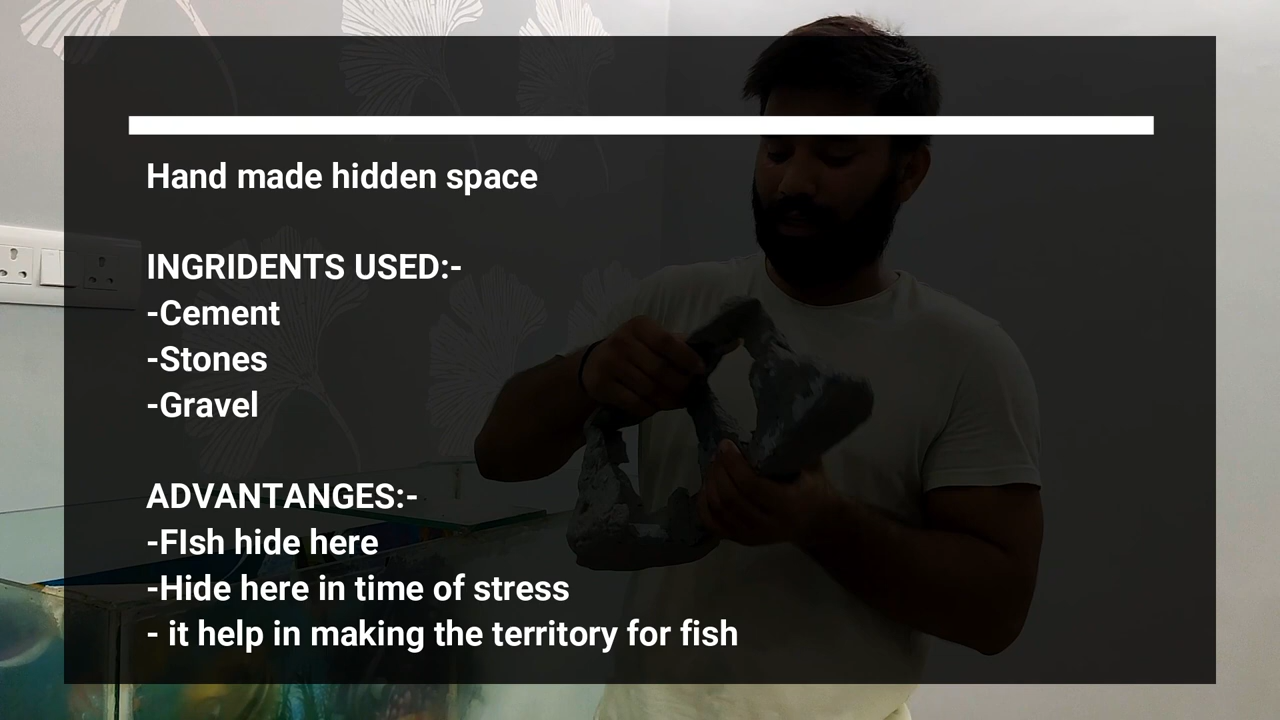 Hand made hidden space
INGRIDENTS USED:-
-Cement
-Stones
-Gravel
ADVANTANGES:-
-FIsh hide here
-Hide here in time of stress
- it help in making the territory for fish